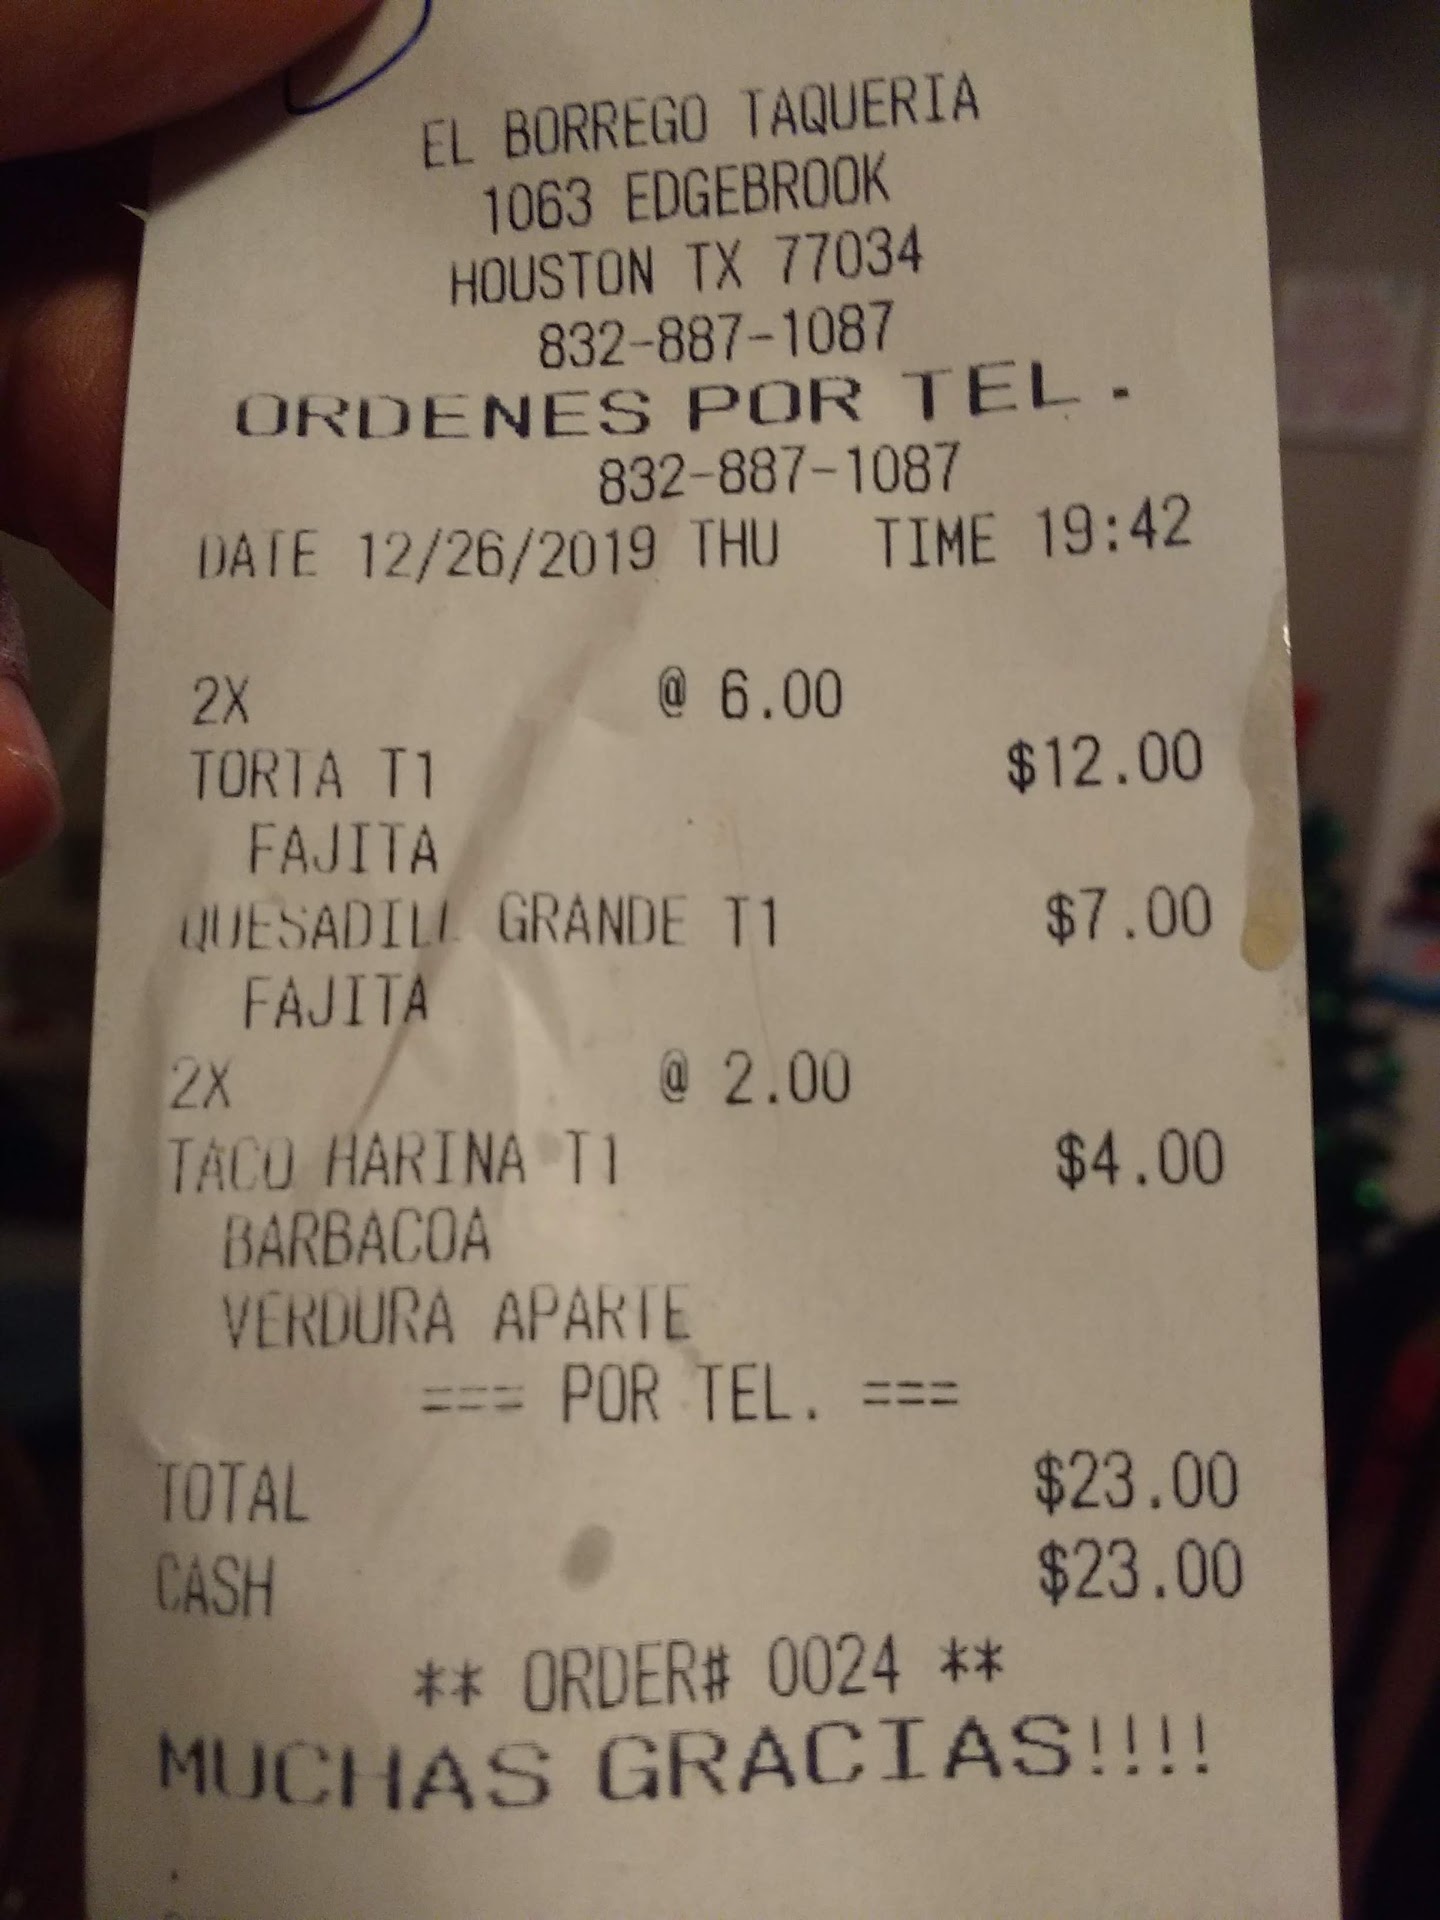 EL BORREGO TAQUERIA
1063 EDGEBROOK
HOUSTON TX 77034
832-887-1087
ORDENES POR TEL.
832-887-1087
DATE 12/26/2019 THU TIME 19:42
2X @ 6.00
TORTA T1 $12.00
FAJITA
QUESADILL GRANDE T1 $7.00
FAJITA
2X @ 2.00
TACO HARINA T1 $4.00
BARBACOA
VERDURA APARTE
=== POR TEL. ===
TOTAL $23.00
CASH $23.00
** ORDER# 0024 **
MUCHAS GRACIAS!!!!